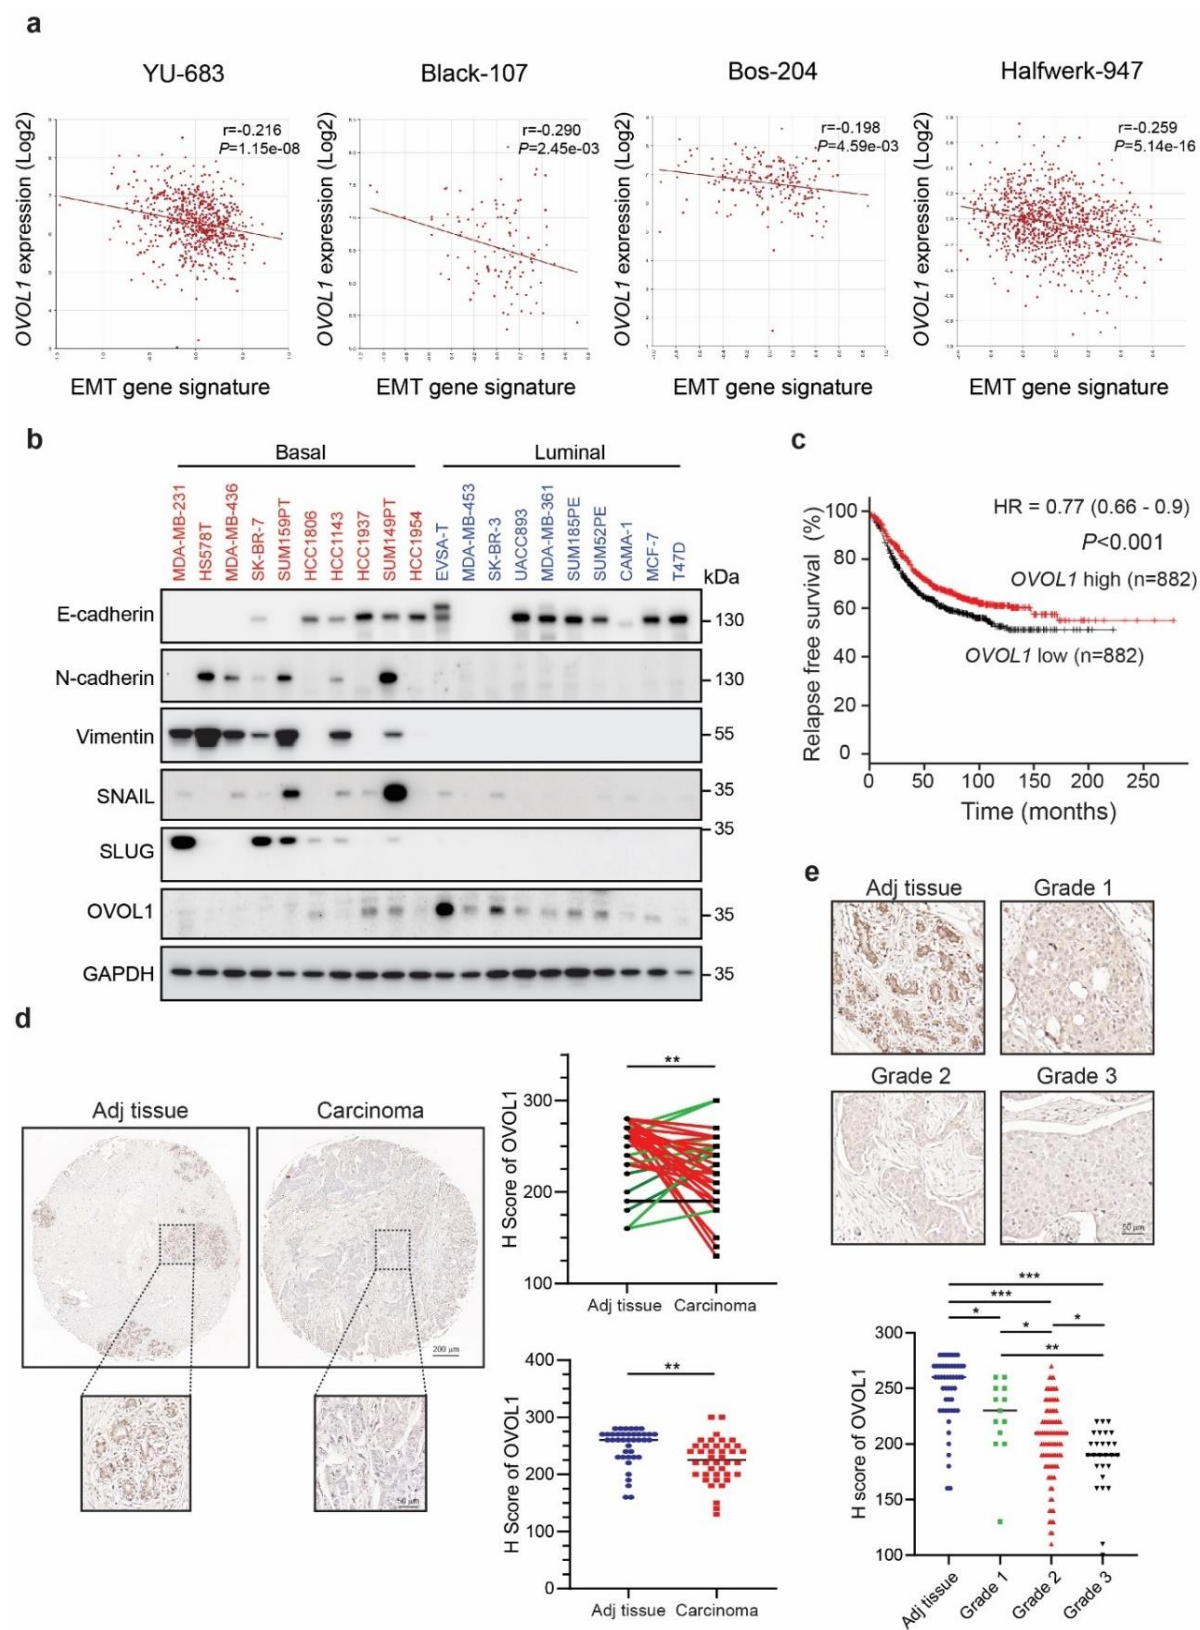 a
YU-683
Black-107
Bos-204
Halfwerk-947
OVOL1 expression (Log2)
r=-0.216
P=1.15e-08
EMT gene signature
OVOL1 expression (Log2)
r=-0.290
P=2.45e-03
EMT gene signature
OVOL1 expression (Log2)
r=-0.198
P=4.59e-03
EMT gene signature
OVOL1 expression (Log2)
r=-0.259
P=5.14e-16
EMT gene signature
b
Basal
Luminal
MDA-MB-231
HS578T
MDA-MB-436
SK-BR-7
SUM159PT
HCC1806
HCC1143
HCC1937
SUM149PT
HCC1954
EVSA-T
MDA-MB-453
SK-BR-3
UACC893
MDA-MB-361
SUM185PE
SUM52PE
CAMA-1
MCF-7
T47D
kDa
E-cadherin
130
N-cadherin
130
Vimentin
55
SNAIL
35
SLUG
35
OVOL1
35
GAPDH
35
c
Relapse free survival (%)
100
80
60
40
20
0
HR = 0.77 (0.66 - 0.9)
P<0.001
OVOL1 high (n=882)
OVOL1 low (n=882)
0 50 100 150 200 250
Time (months)
d
Adj tissue
Carcinoma
200 μm
50 μm
H Score of OVOL1
300
200
100
**
Adj tissue Carcinoma
H Score of OVOL1
400
300
200
100
0
**
Adj tissue Carcinoma
e
Adj tissue
Grade 1
Grade 2
Grade 3
50 μm
***
***
*
*
*
**
H score of OVOL1
300
250
200
150
100
Adj tissue
Grade 1
Grade 2
Grade 3